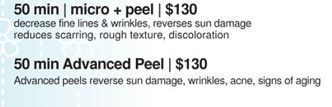 50 min | micro + peel | $130
decrease fine lines & wrinkles, reverses sun damage
reduces scarring, rough texture, discoloration
50 min Advanced Peel | $130
Advanced peels reverse sun damage, wrinkles, acne, signs of aging